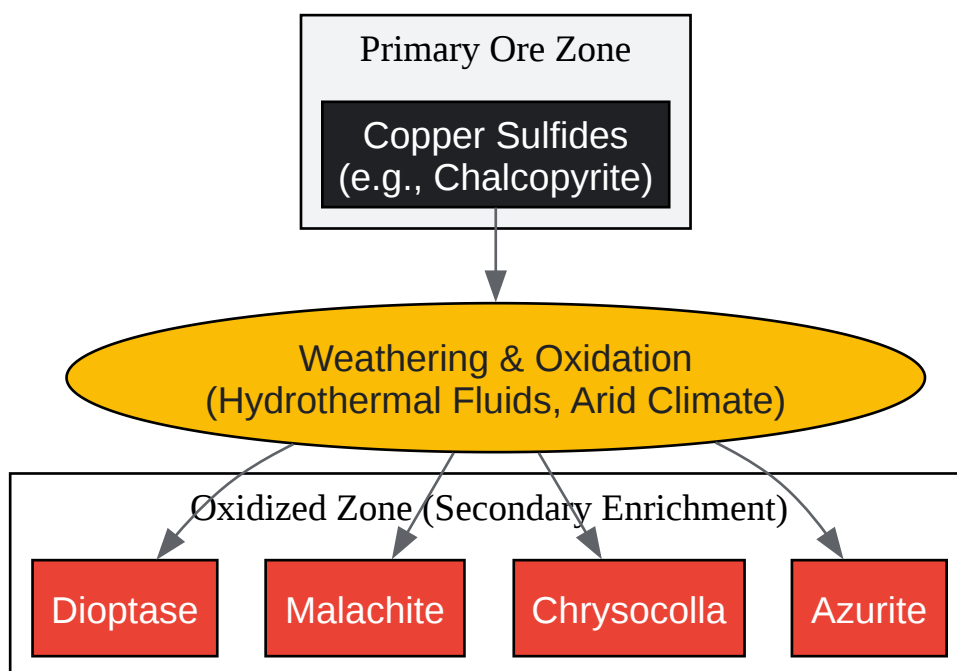 Primary Ore Zone
Copper Sulfides
(e.g., Chalcopyrite)
Weathering & Oxidation
(Hydrothermal Fluids, Arid Climate)
Oxidized Zone (Secondary Enrichment)
Dioptase
Malachite
Chrysocolla
Azurite